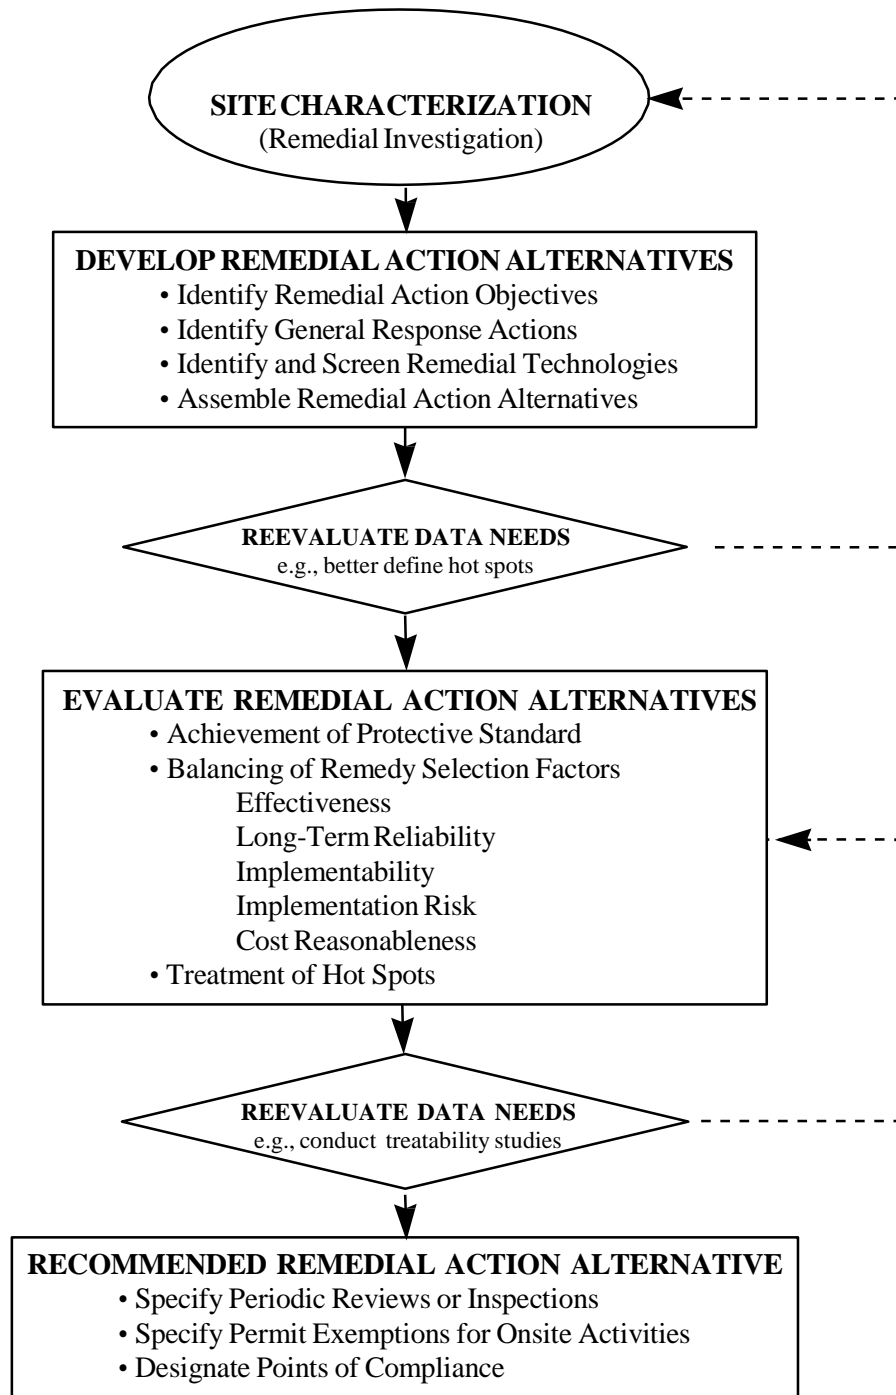 SITE CHARACTERIZATION
(Remedial Investigation)
DEVELOP REMEDIAL ACTION ALTERNATIVES
• Identify Remedial Action Objectives
• Identify General Response Actions
• Identify and Screen Remedial Technologies
• Assemble Remedial Action Alternatives
REEVALUATE DATA NEEDS
e.g., better define hot spots
EVALUATE REMEDIAL ACTION ALTERNATIVES
• Achievement of Protective Standard
• Balancing of Remedy Selection Factors
Effectiveness
Long-Term Reliability
Implementability
Implementation Risk
Cost Reasonableness
• Treatment of Hot Spots
REEVALUATE DATA NEEDS
e.g., conduct treatability studies
RECOMMENDED REMEDIAL ACTION ALTERNATIVE
• Specify Periodic Reviews or Inspections
• Specify Permit Exemptions for Onsite Activities
• Designate Points of Compliance